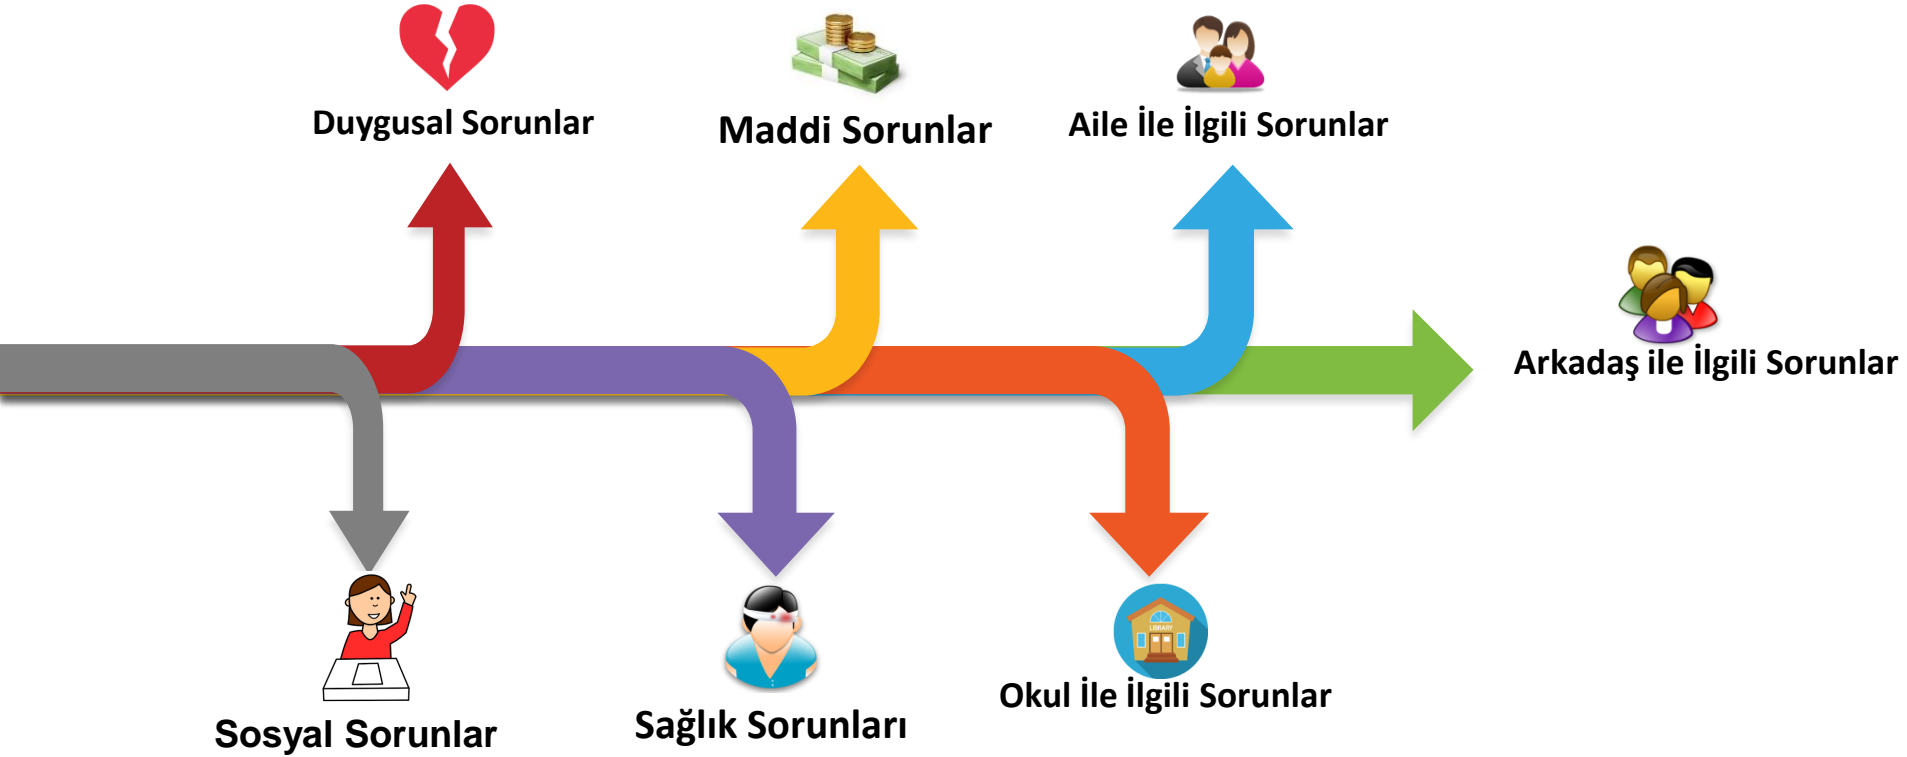 Duygusal Sorunlar
Maddi Sorunlar
Aile İle İlgili Sorunlar
Arkadaş ile İlgili Sorunlar
LIBRARY
Okul İle İlgili Sorunlar
Sağlık Sorunları
Sosyal Sorunlar